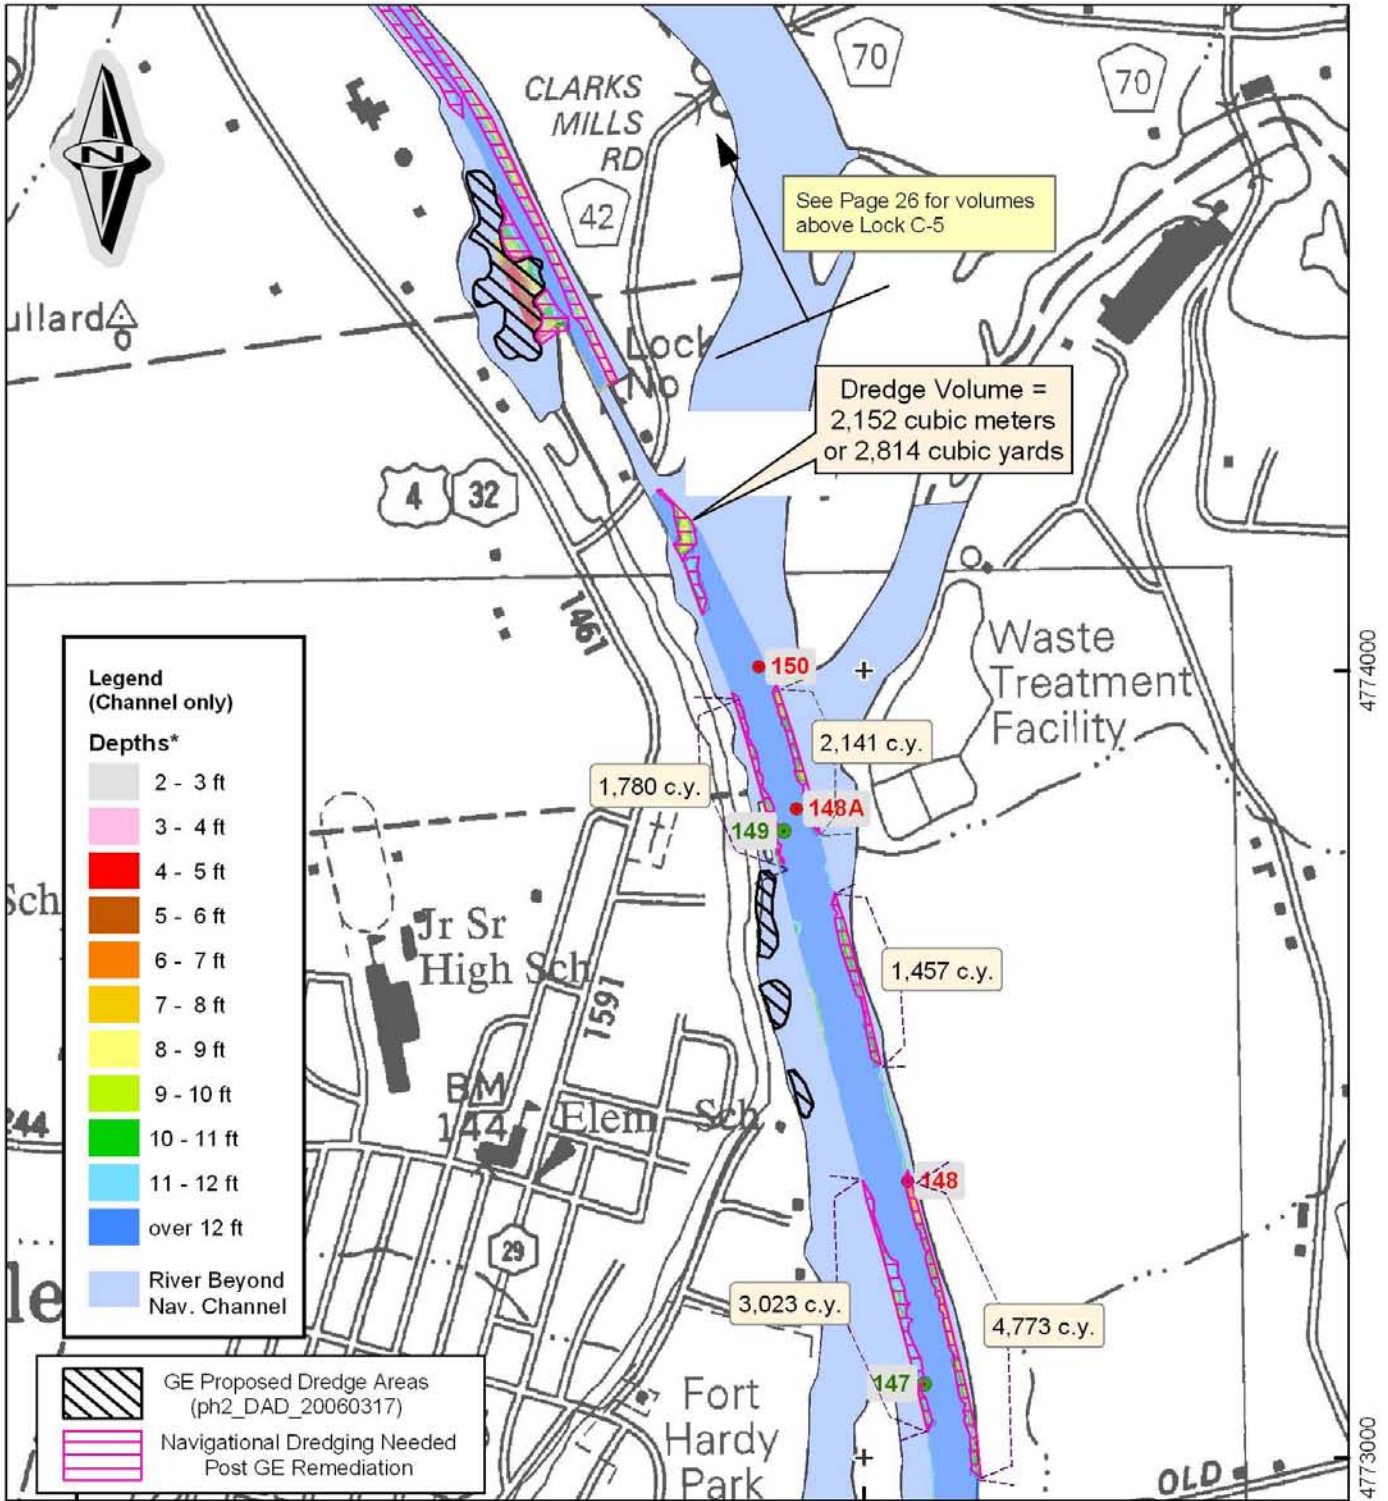 70
CLARKS
MILLS
RD
70
N
42
See Page 26 for volumes
above Lock C-5
ullard
Lock
No
Dredge Volume =
2,152 cubic meters
or 2,814 cubic yards
4
32
1461
Waste
Treatment
Facility
4774000
150
2,141 c.y.
1,780 c.y.
148A
149
Legend
(Channel only)
Depths*
2 - 3 ft
3 - 4 ft
4 - 5 ft
5 - 6 ft
6 - 7 ft
7 - 8 ft
8 - 9 ft
9 - 10 ft
10 - 11 ft
11 - 12 ft
over 12 ft
River Beyond
Nav. Channel
Sch
Jr Sr
High Sch
1591
1,457 c.y.
BM
144
Elem Sch
244
148
29
le
3,023 c.y.
4,773 c.y.
147
Fort
Hardy
Park
OLD
4773000
GE Proposed Dredge Areas
(ph2_DAD_20060317)
Navigational Dredging Needed
Post GE Remediation